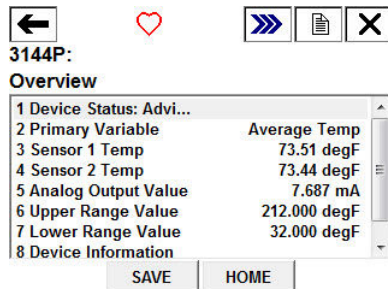 3144P:
Overview
1 Device Status: Advi...
2 Primary Variable Average Temp
3 Sensor 1 Temp 73.51 degF
4 Sensor 2 Temp 73.44 degF
5 Analog Output Value 7.687 mA
6 Upper Range Value 212.000 degF
7 Lower Range Value 32.000 degF
8 Device Information
SAVE HOME